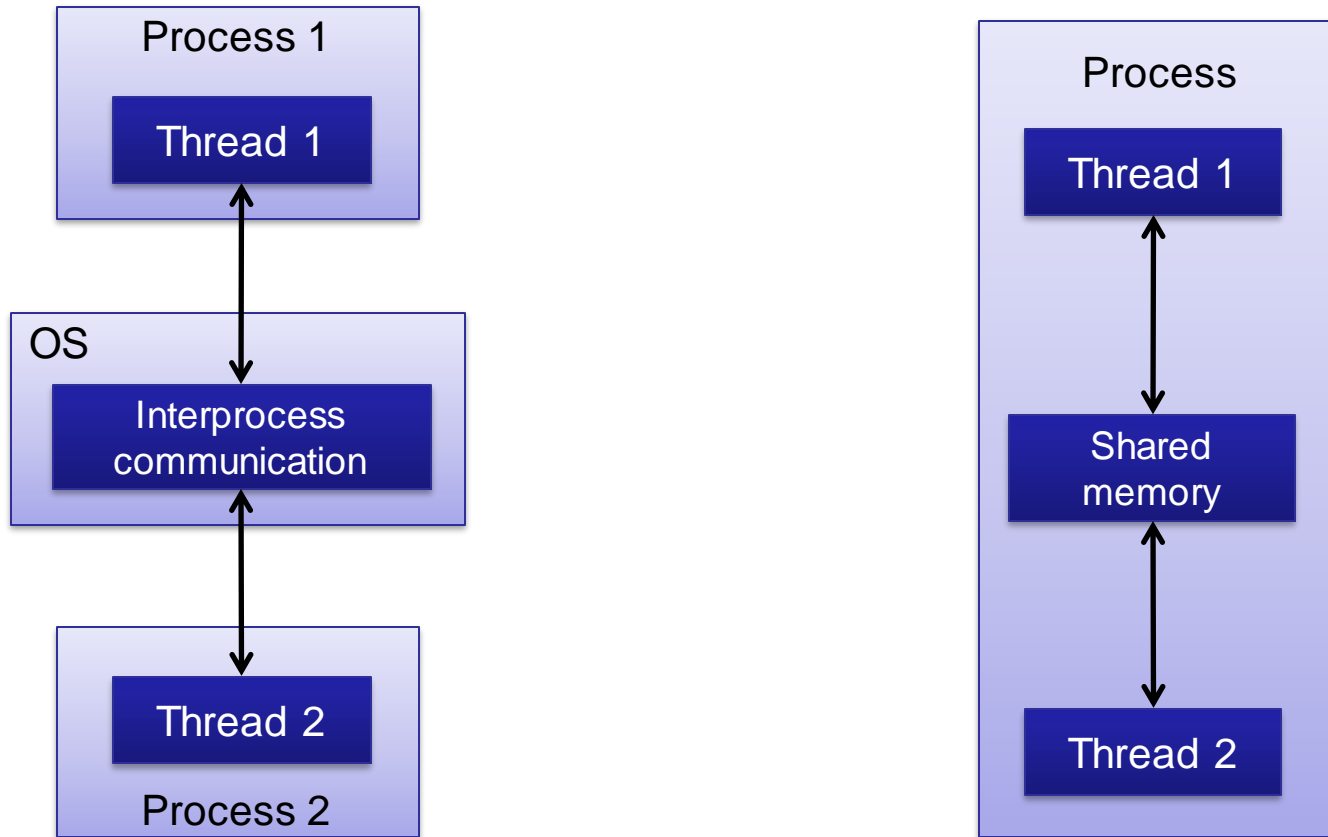 Process 1
Thread 1
OS
Interprocess
communication
Thread 2
Process 2
Process
Thread 1
Shared
memory
Thread 2